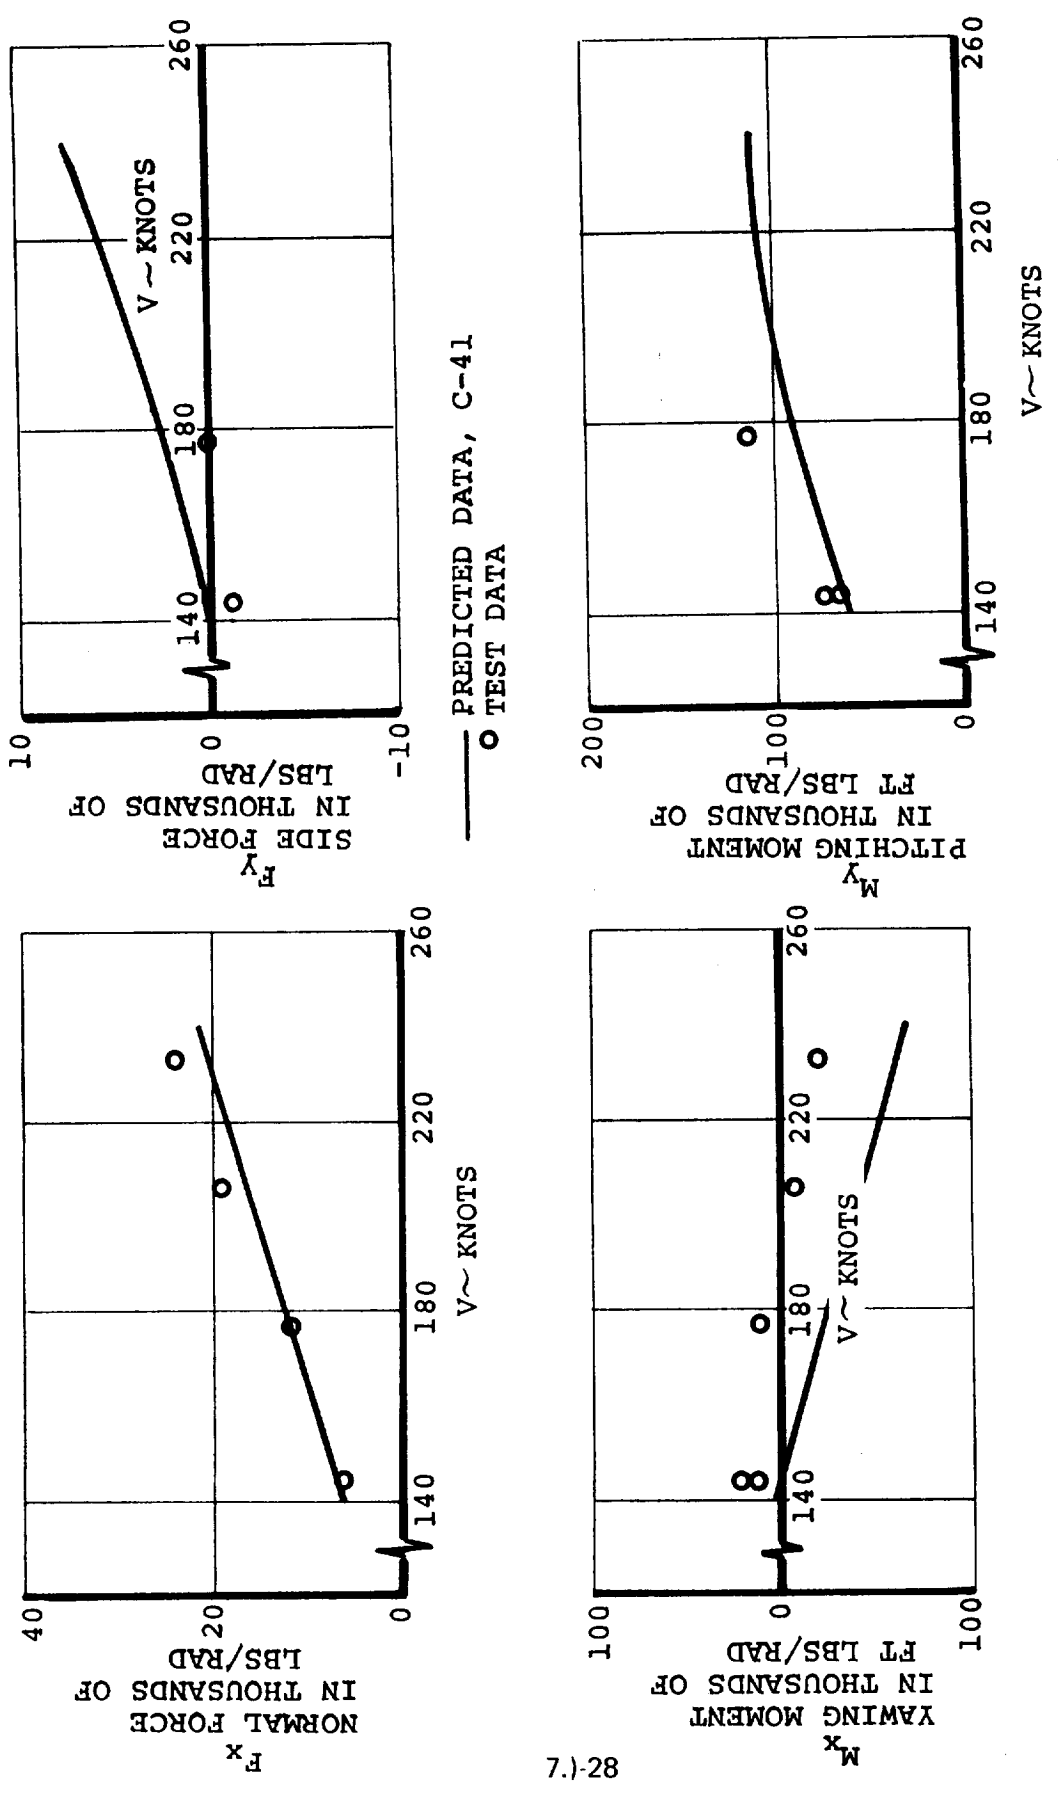 10
0
-10
F_Y
SIDE FORCE
IN THOUSANDS OF
LBS/RAD
140
180
220
260
V~KNOTS
PREDICTED DATA, C-41
TEST DATA
200
100
0
M_Y
PITCHING MOMENT
IN THOUSANDS OF
FT LBS/RAD
140
180
220
260
V~KNOTS
40
20
0
F_x
NORMAL FORCE
IN THOUSANDS OF
LBS/RAD
140
180
220
260
V~KNOTS
100
0
100
M_x
YAWING MOMENT
IN THOUSANDS OF
FT LBS/RAD
140
180
220
260
V~KNOTS
7.)-28